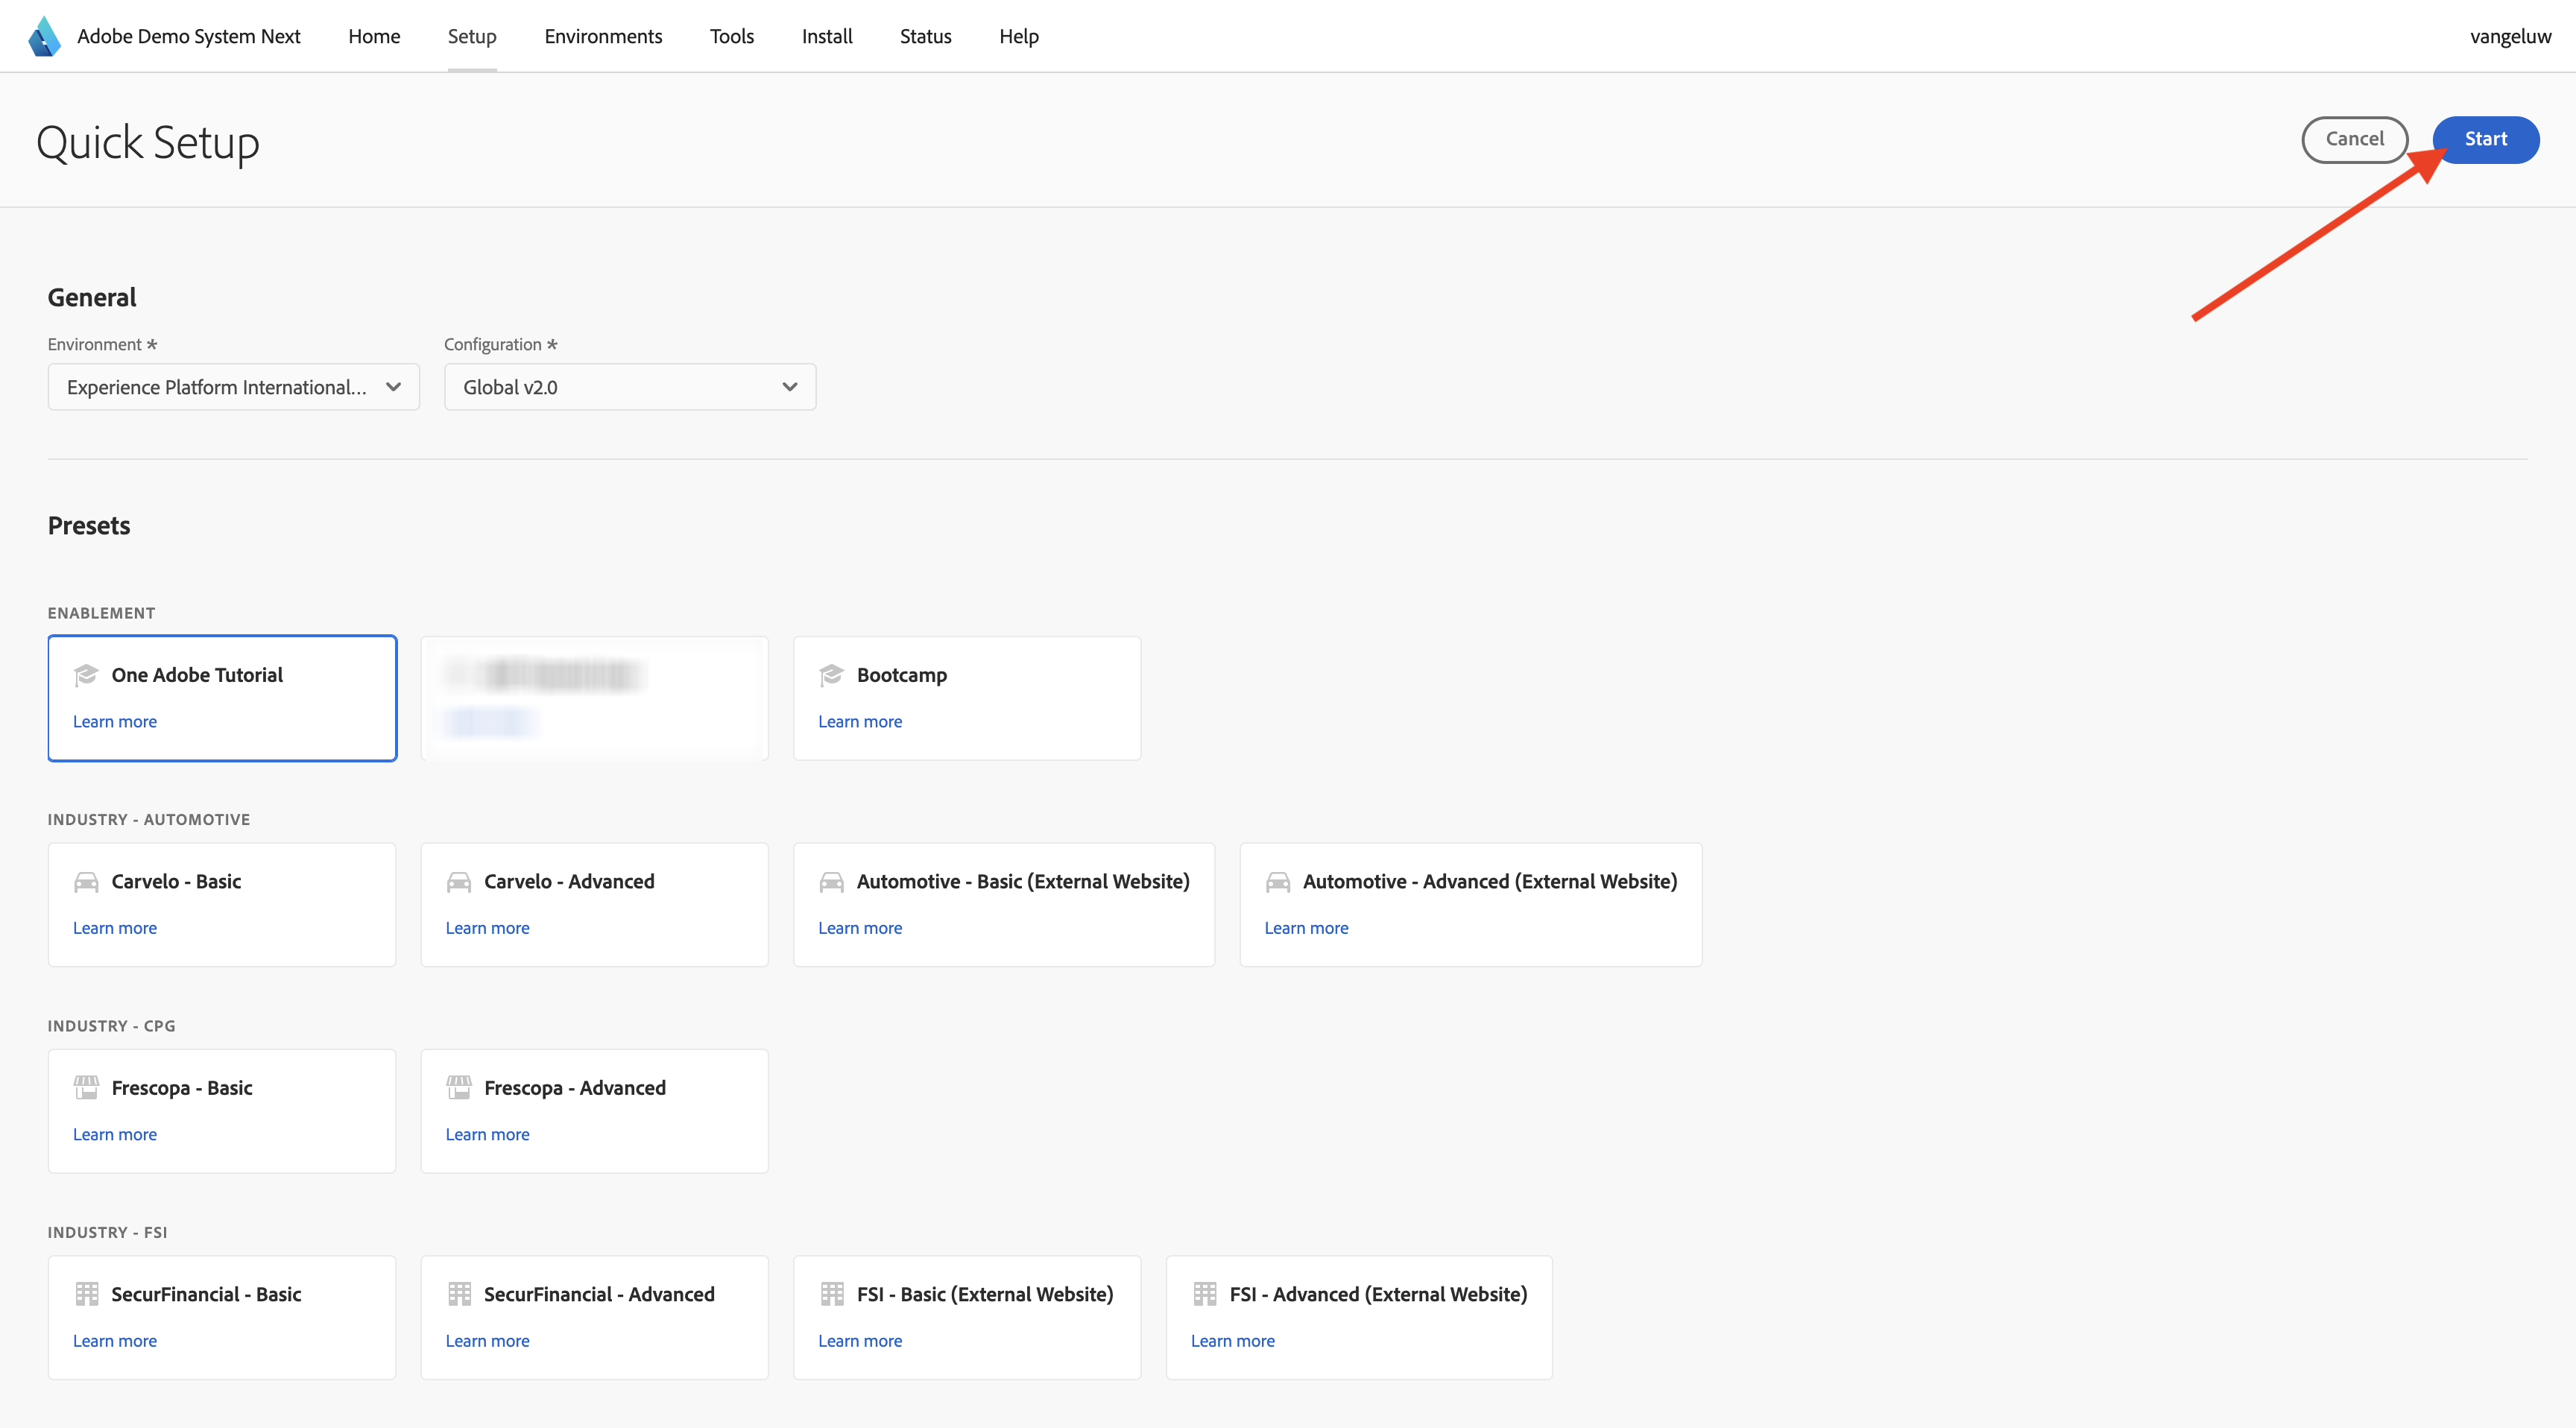 Adobe Demo System Next Home Setup Environments Tools Install Status Help vangeluw
Quick Setup Cancel Start
General
Environment * Configuration *
Experience Platform International... Global v2.0
Presets
ENABLEMENT
One Adobe Tutorial Bootcamp
Learn more Learn more
INDUSTRY - AUTOMOTIVE
Carvelo - Basic Carvelo - Advanced Automotive - Basic (External Website) Automotive - Advanced (External Website)
Learn more Learn more Learn more Learn more
INDUSTRY - CPG
Frescopa - Basic Frescopa - Advanced
Learn more Learn more
INDUSTRY - FSI
SecurFinancial - Basic SecurFinancial - Advanced FSI - Basic (External Website) FSI - Advanced (External Website)
Learn more Learn more Learn more Learn more